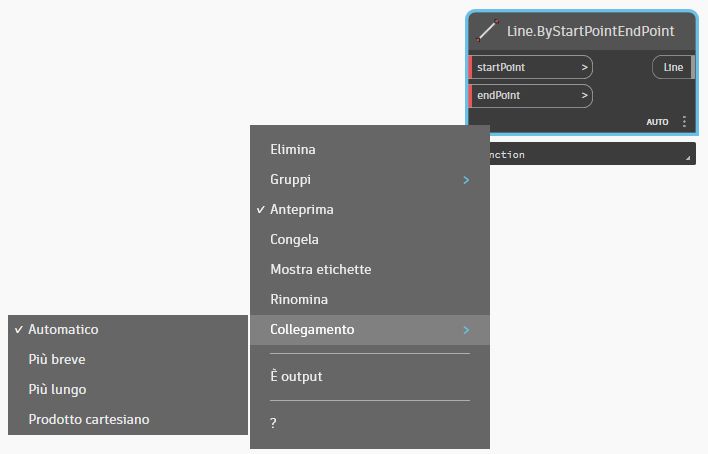 Line.ByStartPointEndPoint
startPoint >
Line
endPoint >
AUTO
nction
Elimina
Gruppi >
✓ Anteprima
Congela
Mostra etichette
Rinomina
Collegamento >
È output
?
✓ Automatico
Più breve
Più lungo
Prodotto cartesiano